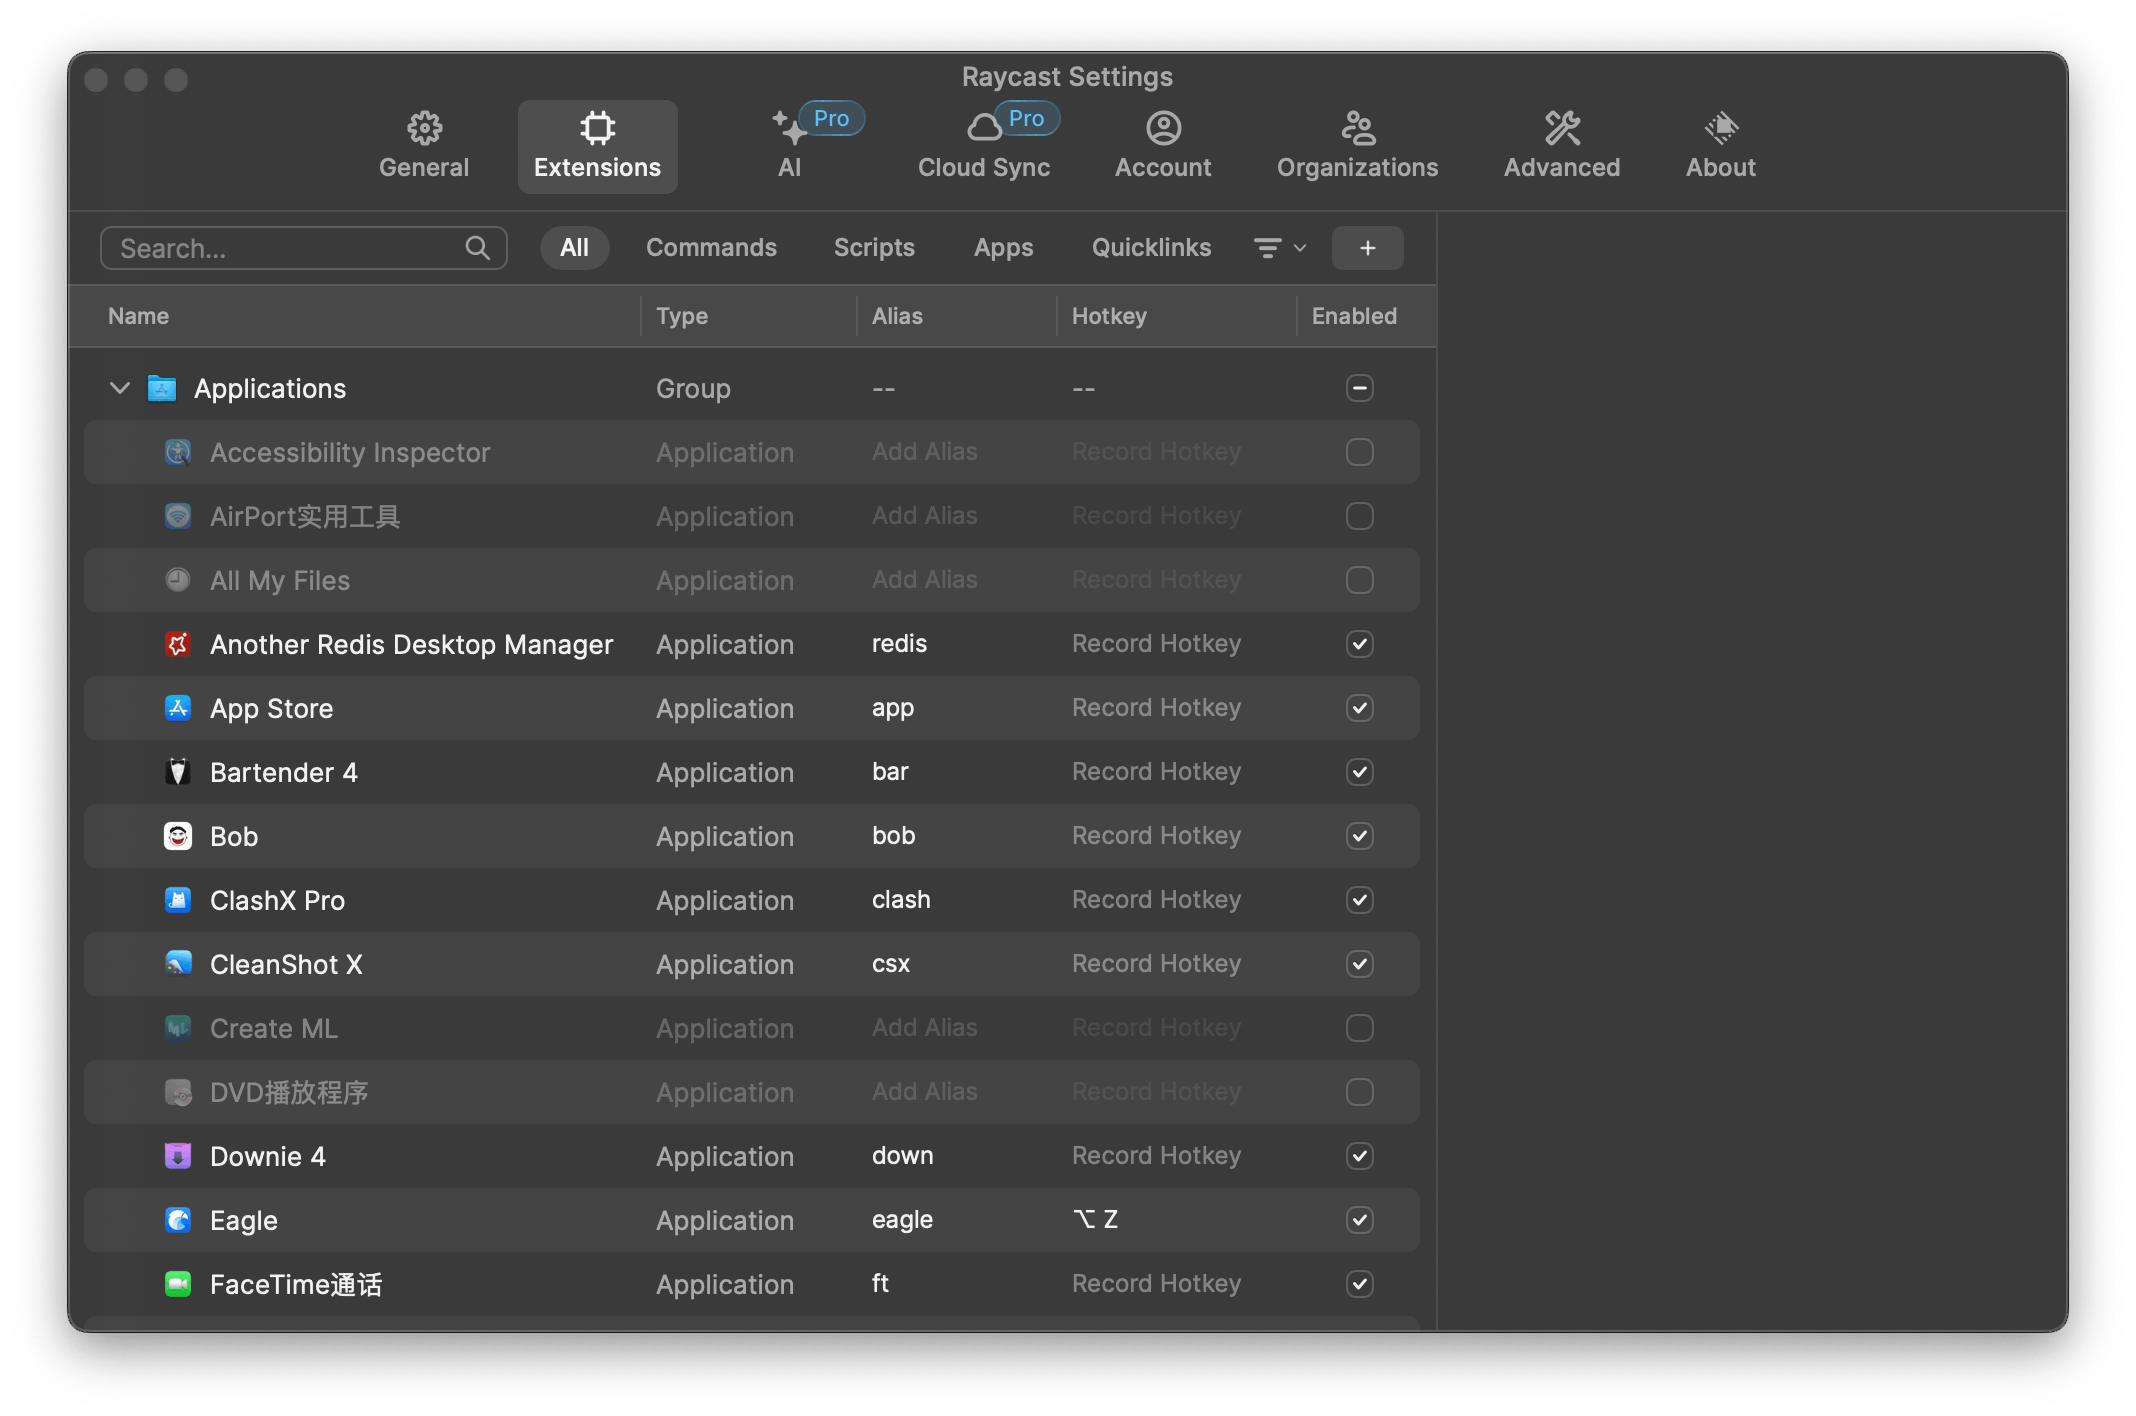 Raycast Settings
General
Extensions
AI Pro
Cloud Sync Pro
Account
Organizations
Advanced
About
Search...
All Commands Scripts Apps Quicklinks +
Name Type Alias Hotkey Enabled
Applications Group -- --
Accessibility Inspector Application Add Alias Record Hotkey
AirPort实用工具 Application Add Alias Record Hotkey
All My Files Application Add Alias Record Hotkey
Another Redis Desktop Manager Application redis Record Hotkey
App Store Application app Record Hotkey
Bartender 4 Application bar Record Hotkey
Bob Application bob Record Hotkey
ClashX Pro Application clash Record Hotkey
CleanShot X Application csx Record Hotkey
Create ML Application Add Alias Record Hotkey
DVD播放程序 Application Add Alias Record Hotkey
Downie 4 Application down Record Hotkey
Eagle Application eagle ⌥ Z
FaceTime通话 Application ft Record Hotkey